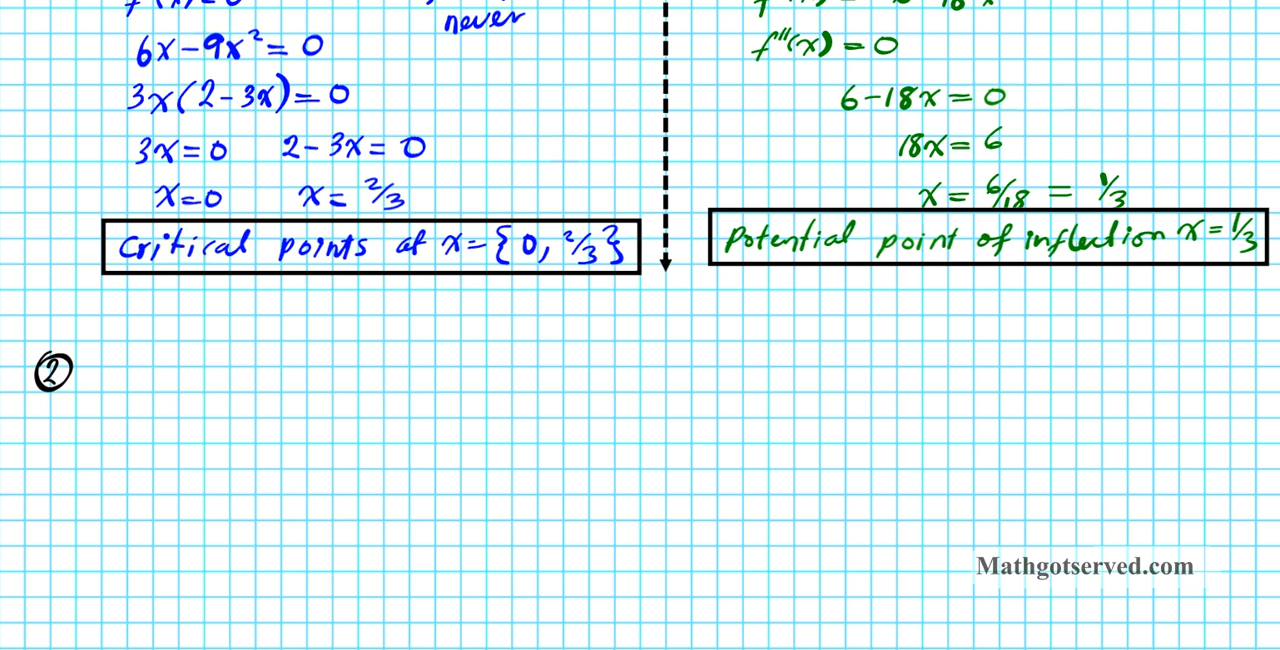 never
6x-9x²=0
3x(2-3x)=0
3x=0 2-3x=0
x=0 x=2/3
Critical points at x={0, 2/3}
f''(x)=0
6-18x=0
18x=6
x=6/18=1/3
Potential point of inflection x=1/3
2
Mathgotserved.com